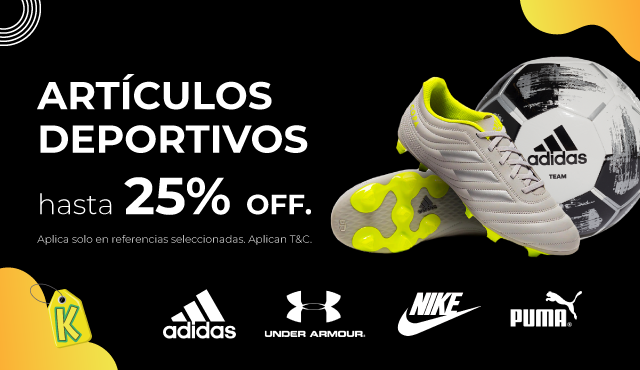 ARTÍCULOS
DEPORTIVOS
hasta 25% OFF.
Aplica solo en referencias seleccionadas. Aplican T&C.
adidas
TEAM
K
adidas
UNDER ARMOUR.
NIKE
PUMA